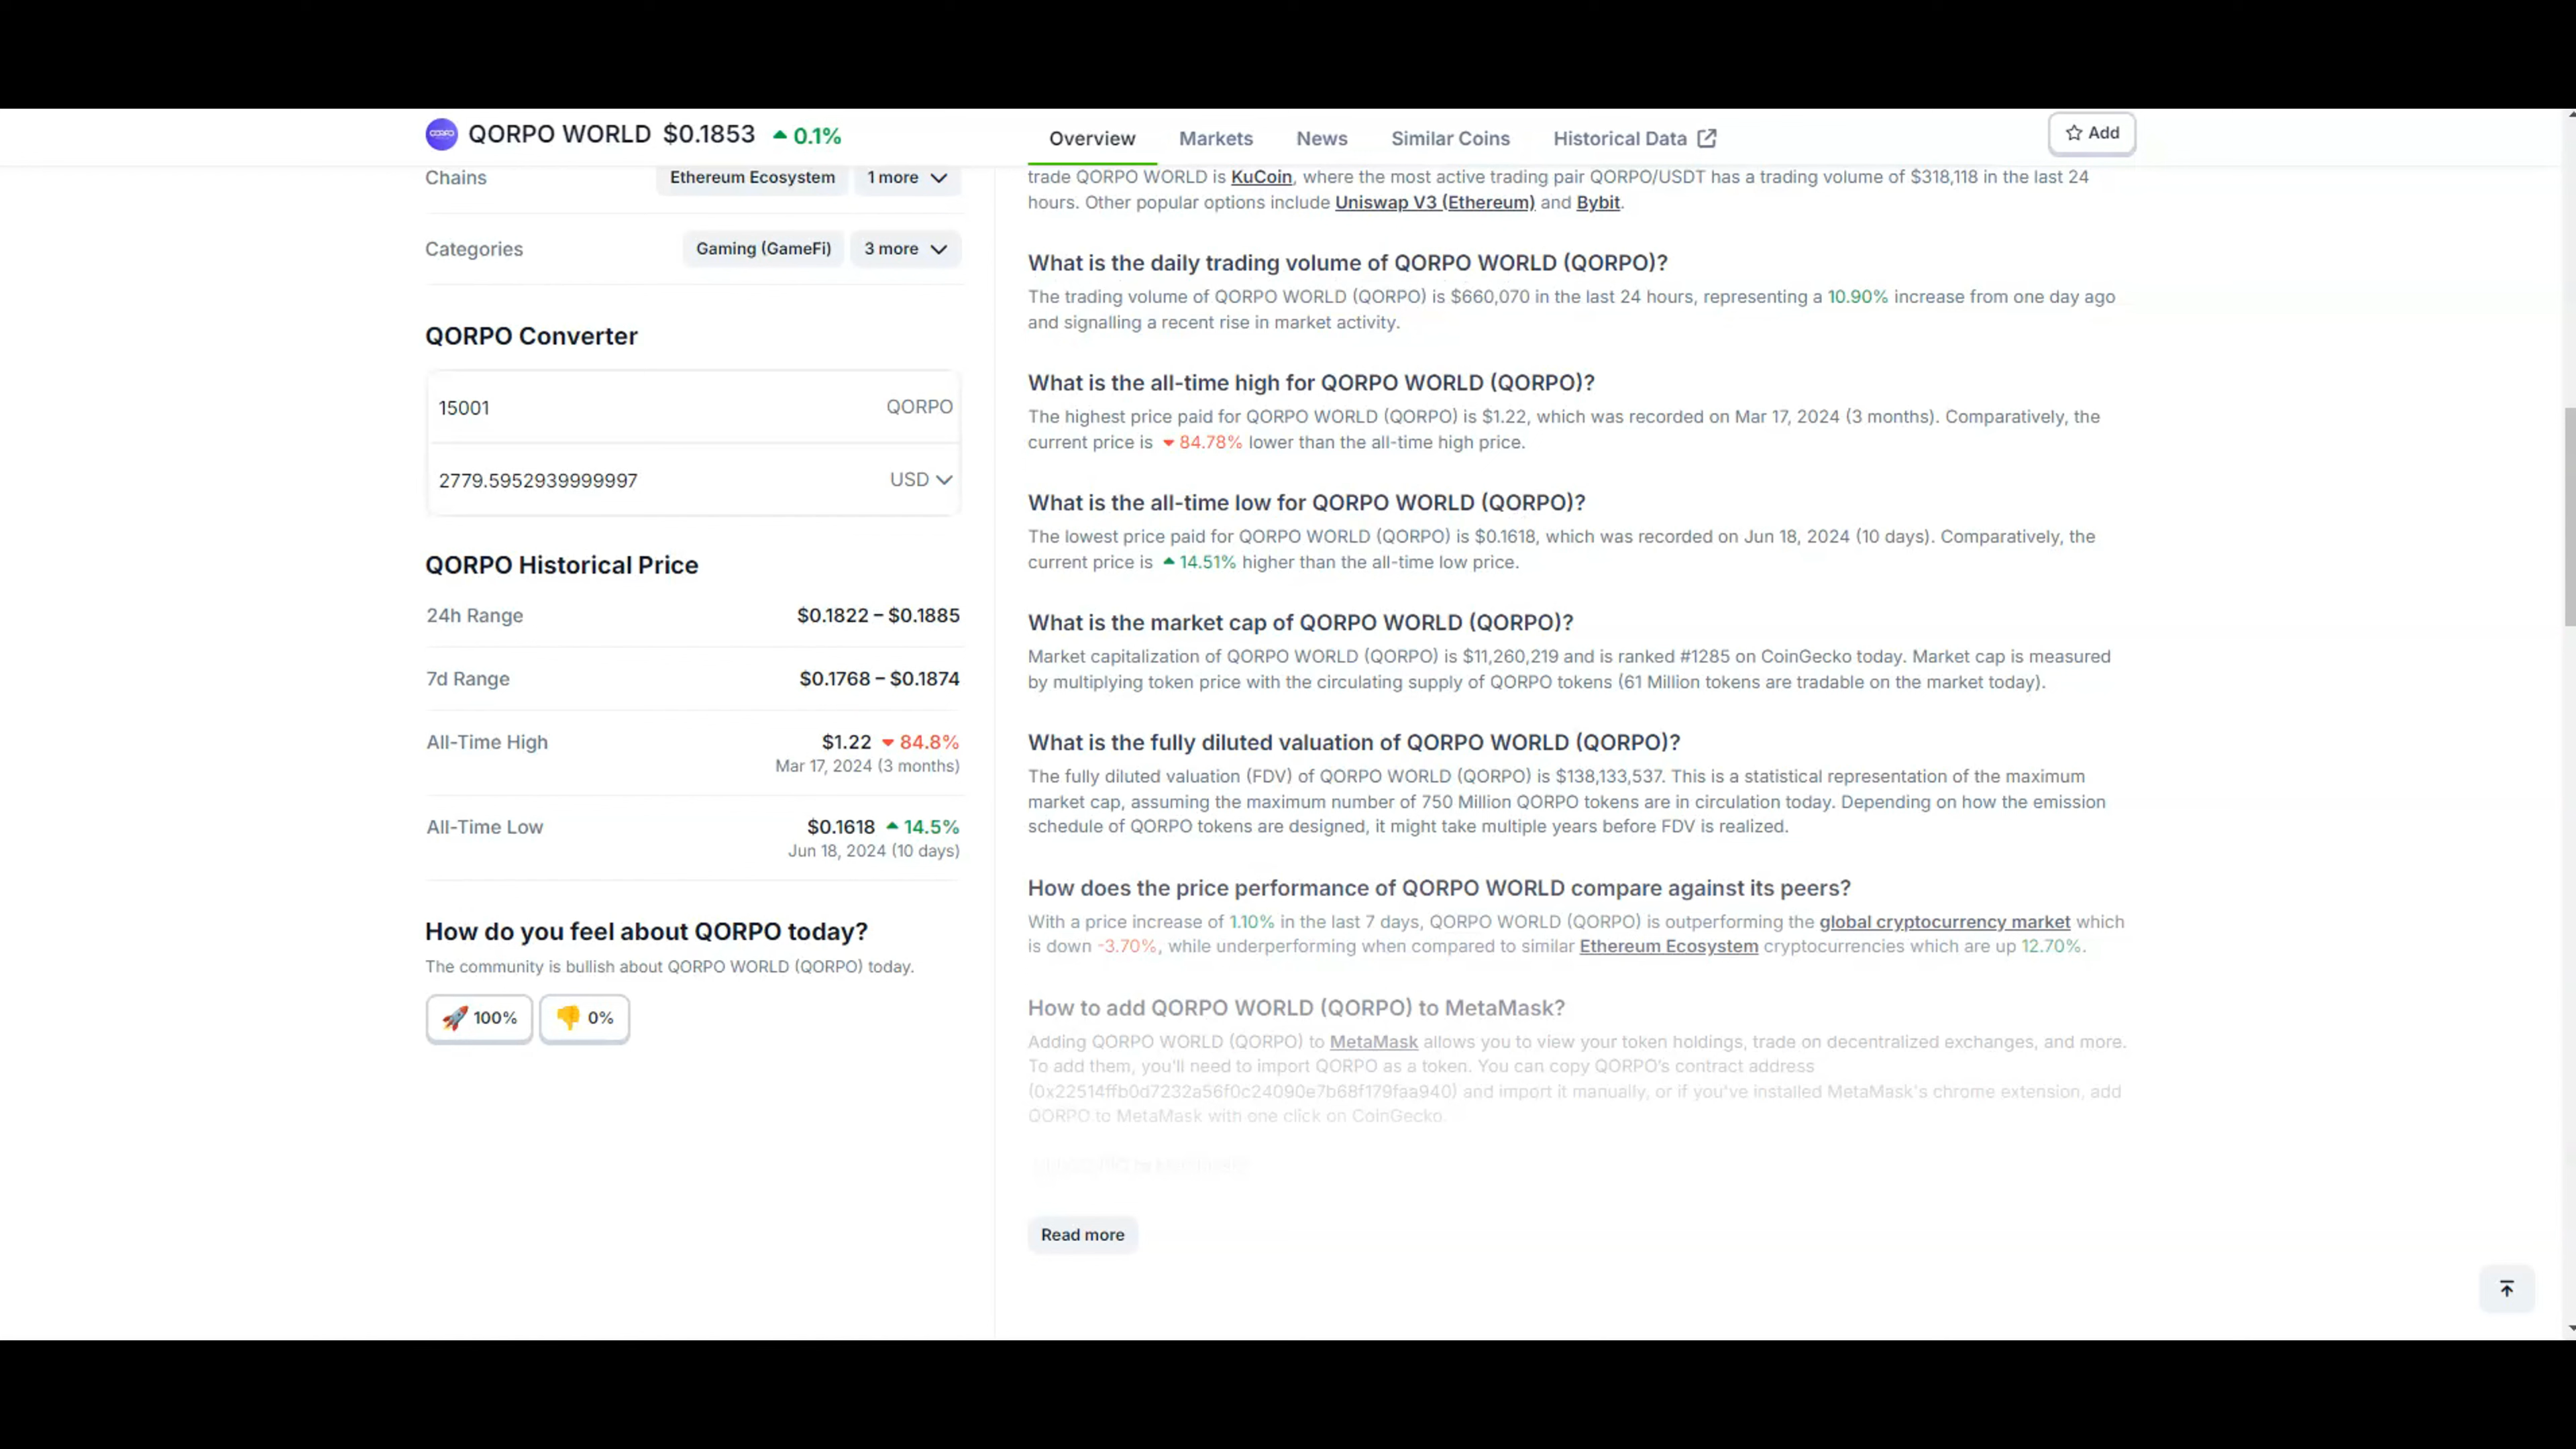 QORPO WORLD $0.1853 0.1%
Overview Markets News Similar Coins Historical Data
Add
Chains
Ethereum Ecosystem 1 more
Categories
Gaming (GameFi) 3 more
QORPO Converter
15001 QORPO
2779.5952939999997 USD
QORPO Historical Price
24h Range $0.1822 – $0.1885
7d Range $0.1768 – $0.1874
All-Time High $1.22 84.8%
Mar 17, 2024 (3 months)
All-Time Low $0.1618 14.5%
Jun 18, 2024 (10 days)
How do you feel about QORPO today?
The community is bullish about QORPO WORLD (QORPO) today.
100% 0%
trade QORPO WORLD is KuCoin, where the most active trading pair QORPO/USDT has a trading volume of $318,118 in the last 24
hours. Other popular options include Uniswap V3 (Ethereum) and Bybit.
What is the daily trading volume of QORPO WORLD (QORPO)?
The trading volume of QORPO WORLD (QORPO) is $660,070 in the last 24 hours, representing a 10.90% increase from one day ago
and signalling a recent rise in market activity.
What is the all-time high for QORPO WORLD (QORPO)?
The highest price paid for QORPO WORLD (QORPO) is $1.22, which was recorded on Mar 17, 2024 (3 months). Comparatively, the
current price is 84.78% lower than the all-time high price.
What is the all-time low for QORPO WORLD (QORPO)?
The lowest price paid for QORPO WORLD (QORPO) is $0.1618, which was recorded on Jun 18, 2024 (10 days). Comparatively, the
current price is 14.51% higher than the all-time low price.
What is the market cap of QORPO WORLD (QORPO)?
Market capitalization of QORPO WORLD (QORPO) is $11,260,219 and is ranked #1285 on CoinGecko today. Market cap is measured
by multiplying token price with the circulating supply of QORPO tokens (61 Million tokens are tradable on the market today).
What is the fully diluted valuation of QORPO WORLD (QORPO)?
The fully diluted valuation (FDV) of QORPO WORLD (QORPO) is $138,133,537. This is a statistical representation of the maximum
market cap, assuming the maximum number of 750 Million QORPO tokens are in circulation today. Depending on how the emission
schedule of QORPO tokens are designed, it might take multiple years before FDV is realized.
How does the price performance of QORPO WORLD compare against its peers?
With a price increase of 1.10% in the last 7 days, QORPO WORLD (QORPO) is outperforming the global cryptocurrency market which
is down -3.70%, while underperforming when compared to similar Ethereum Ecosystem cryptocurrencies which are up 12.70%.
How to add QORPO WORLD (QORPO) to MetaMask?
Adding QORPO WORLD (QORPO) to MetaMask allows you to view your token holdings, trade on decentralized exchanges, and more.
To add them, you'll need to import QORPO as a token. You can copy QORPO's contract address
(0x22514ffb0d7232a56f0c24090e7b68f179faa940) and import it manually, or if you've installed MetaMask's chrome extension, add
QORPO to MetaMask with one click on CoinGecko.
Read more